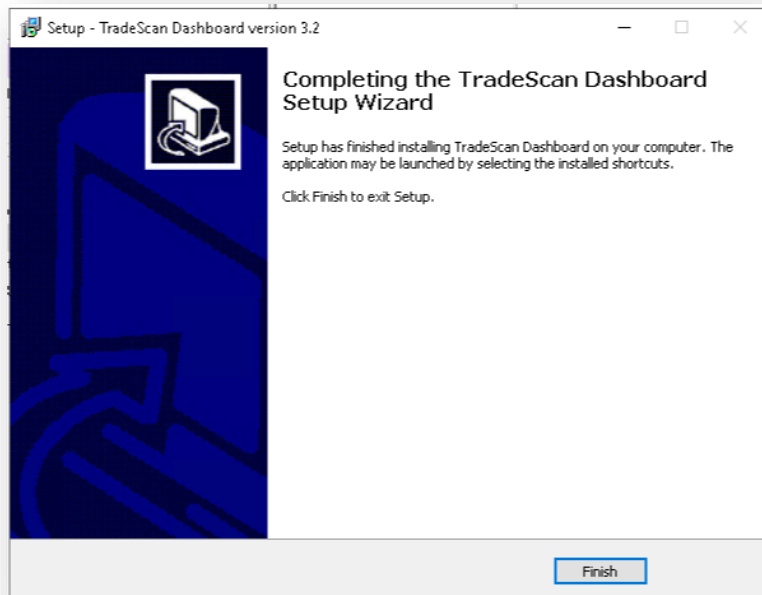 Setup - TradeScan Dashboard version 3.2
Completing the TradeScan Dashboard
Setup Wizard
Setup has finished installing TradeScan Dashboard on your computer. The
application may be launched by selecting the installed shortcuts.
Click Finish to exit Setup.
Finish